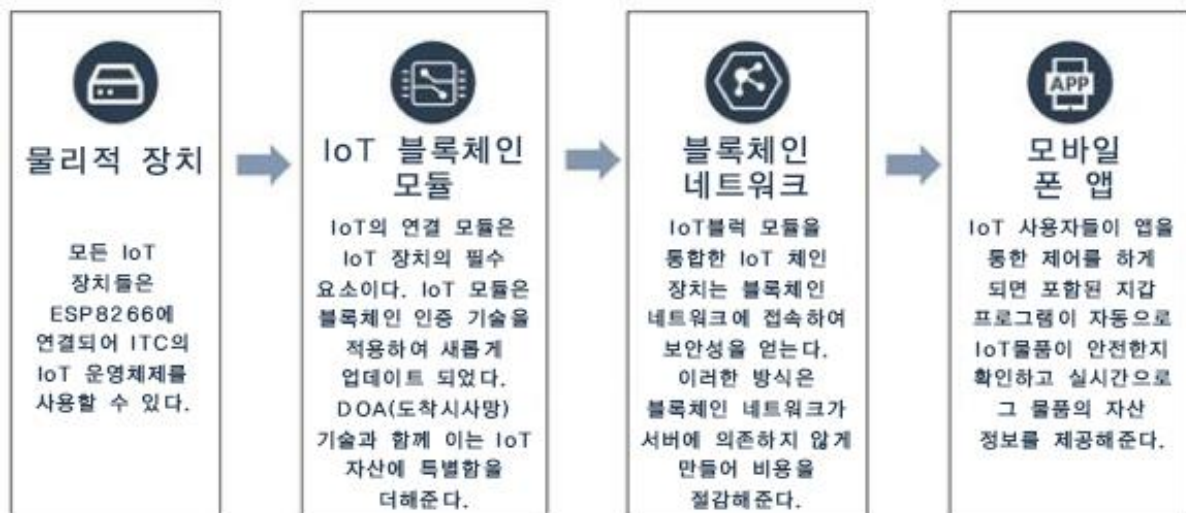 물리적 장치
모든 IoT
장치들은
ESP8266에
연결되어 ITC의
IoT 운영체제를
사용할 수 있다.
IoT 블록체인
모듈
IoT의 연결 모듈은
IoT 장치의 필수
요소이다. IoT 모듈은
블록체인 인증 기술을
적용하여 새롭게
업데이트 되었다.
DOA(도착시사망)
기술과 함께 이는 IoT
자산에 특별함을
더해준다.
블록체인
네트워크
IoT블럭 모듈을
통합한 IoT 체인
장치는 블록체인
네트워크에 접속하여
보안성을 얻는다.
이러한 방식은
블록체인 네트워크가
서버에 의존하지 않게
만들어 비용을
절감해준다.
APP
모바일
폰 앱
IoT 사용자들이 앱을
통한 제어를 하게
되면 포함된 지갑
프로그램이 자동으로
IoT물품이 안전한지
확인하고 실시간으로
그 물품의 자산
정보를 제공해준다.